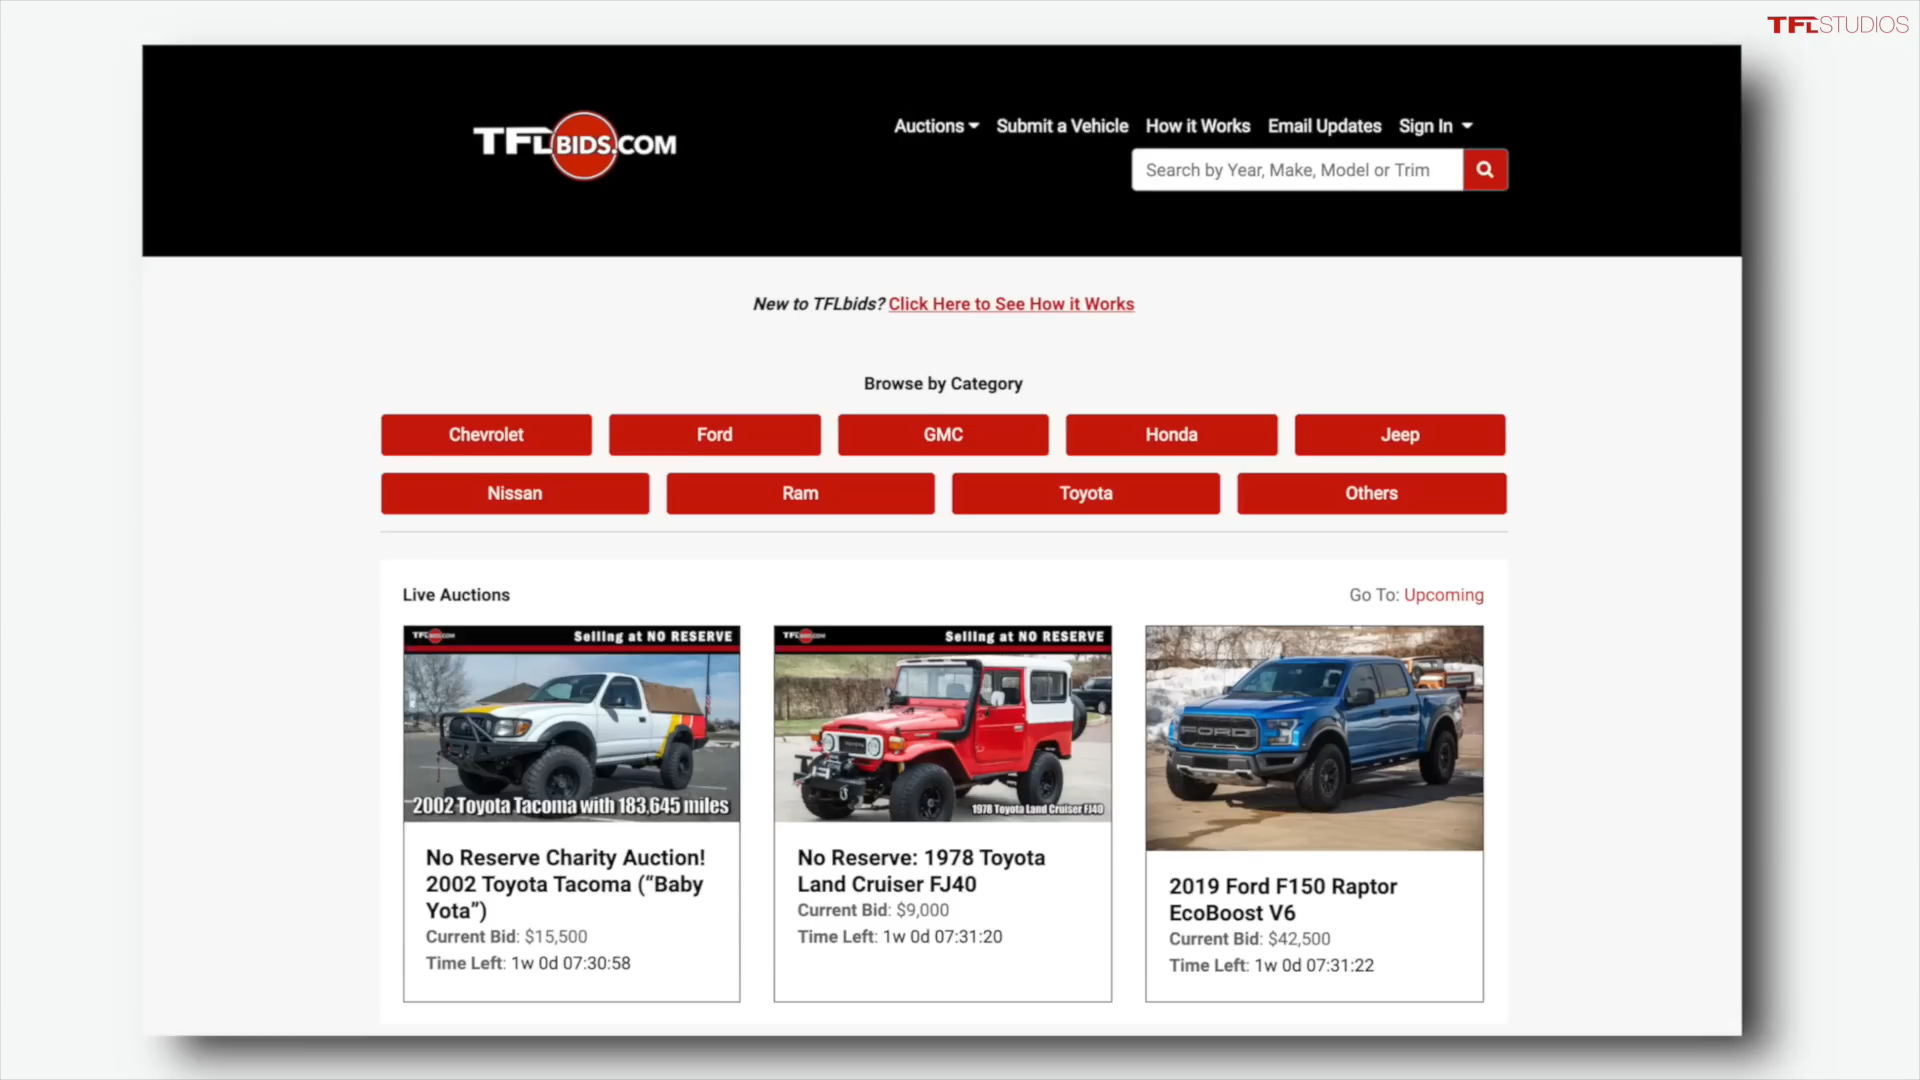 TFLSTUDIOS
TFLBIDS.COM
Auctions Submit a Vehicle How it Works Email Updates Sign In
Search by Year, Make, Model or Trim
New to TFLbids? Click Here to See How it Works
Browse by Category
Chevrolet Ford GMC Honda Jeep
Nissan Ram Toyota Others
Live Auctions Go To: Upcoming
TFLBIDS.COM Selling at NO RESERVE
2002 Toyota Tacoma with 183,645 miles
No Reserve Charity Auction!
2002 Toyota Tacoma (“Baby
Yota”)
Current Bid: $15,500
Time Left: 1w 0d 07:30:58
TFLBIDS.COM Selling at NO RESERVE
TOYOTA
1978 Toyota Land Cruiser FJ40
No Reserve: 1978 Toyota
Land Cruiser FJ40
Current Bid: $9,000
Time Left: 1w 0d 07:31:20
FORD
2019 Ford F150 Raptor
EcoBoost V6
Current Bid: $42,500
Time Left: 1w 0d 07:31:22